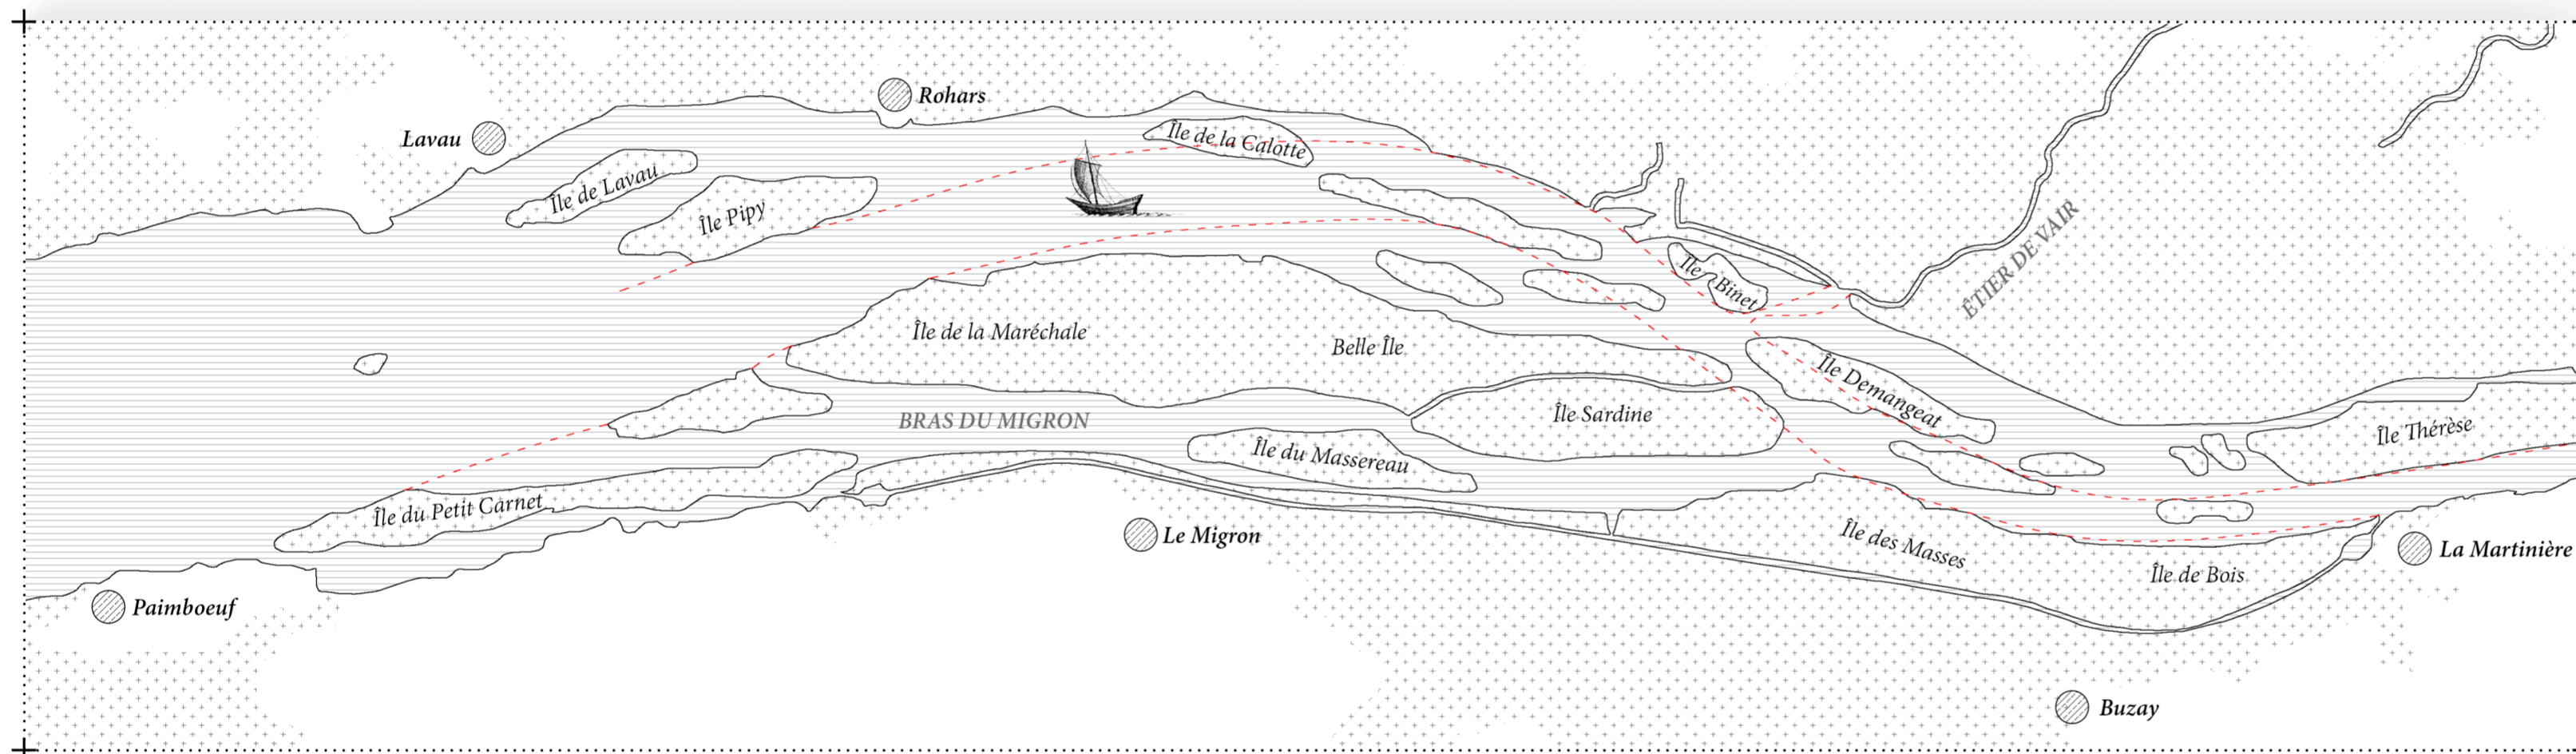 Rohars
Lavau
Île de la Calotte
Île de Lavau
Île Pipy
ÉTIER DE VAIR
Île Binet
Île de la Maréchale
Belle Île
Île Demangeat
Île Sardine
BRAS DU MIGRON
Île Thérèse
Île du Massereau
Île du Petit Carnet
Le Migron
Île des Masses
La Martinière
Île de Bois
Paimboeuf
Buzay